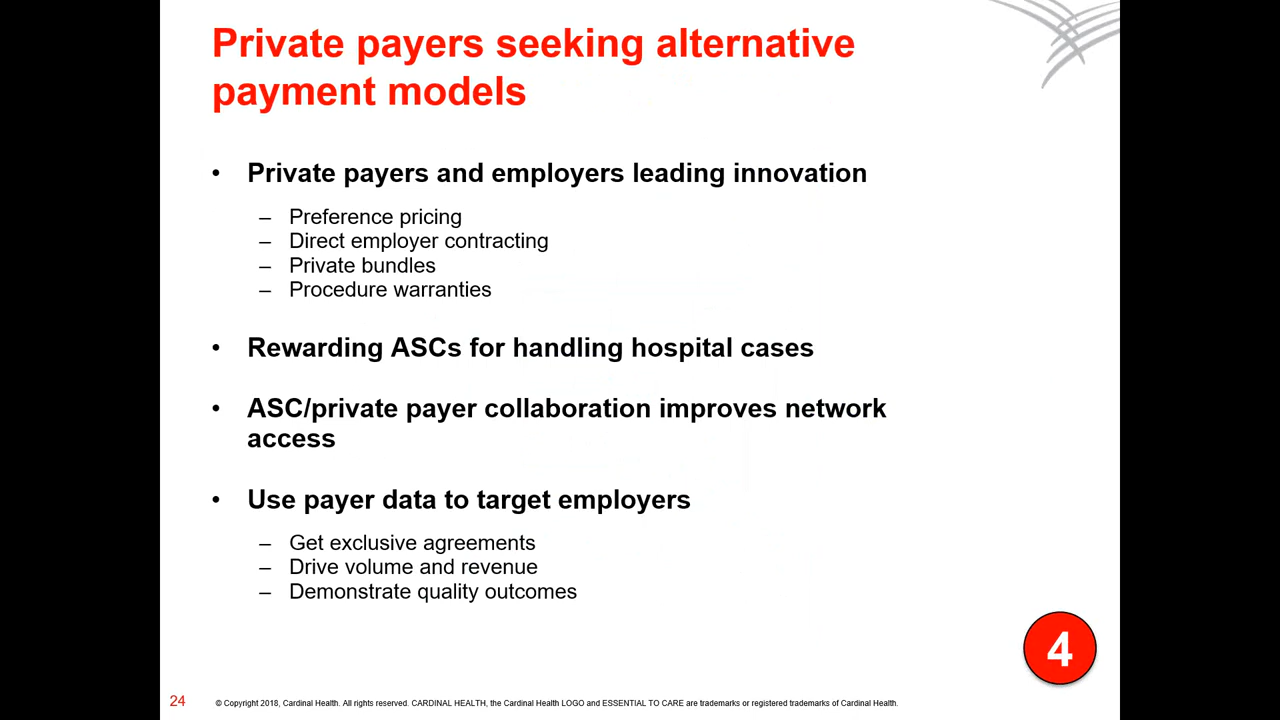 Private payers seeking alternative
payment models
• Private payers and employers leading innovation
– Preference pricing
– Direct employer contracting
– Private bundles
– Procedure warranties
• Rewarding ASCs for handling hospital cases
• ASC/private payer collaboration improves network
access
• Use payer data to target employers
– Get exclusive agreements
– Drive volume and revenue
– Demonstrate quality outcomes
4
24 © Copyright 2018, Cardinal Health. All rights reserved. CARDINAL HEALTH, the Cardinal Health LOGO and ESSENTIAL TO CARE are trademarks or registered trademarks of Cardinal Health.